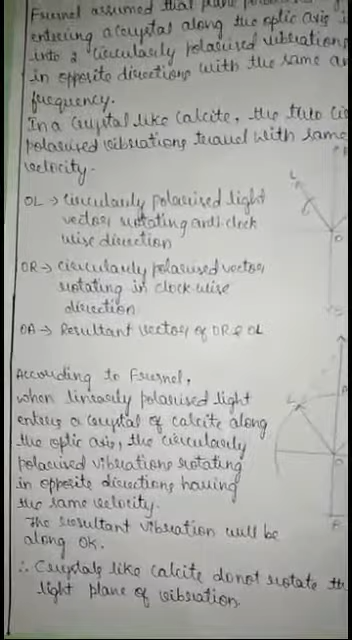 Fresnel assumed that plane
entering a crystal along the optic axis
into 2 circularly polarised vibrations
in opposite directions with the same
frequency.
In a crystal like calcite, the two
polarised vibrations travel with same
velocity.
OL → circularly polarised light
vector rotating anti-clock
wise direction
OR → circularly polarised vector
rotating in clock-wise
direction
OA → Resultant vector of OR & OL
According to Fresnel,
when linearly polarised light
enters a crystal of calcite along
the optic axis, the circularly
polarised vibrations rotating
in opposite directions having
the same velocity.
The resultant vibration will be
along OK.
∴ Crystals like calcite donot rotate the
light plane of vibration.
L
O
L
A
O